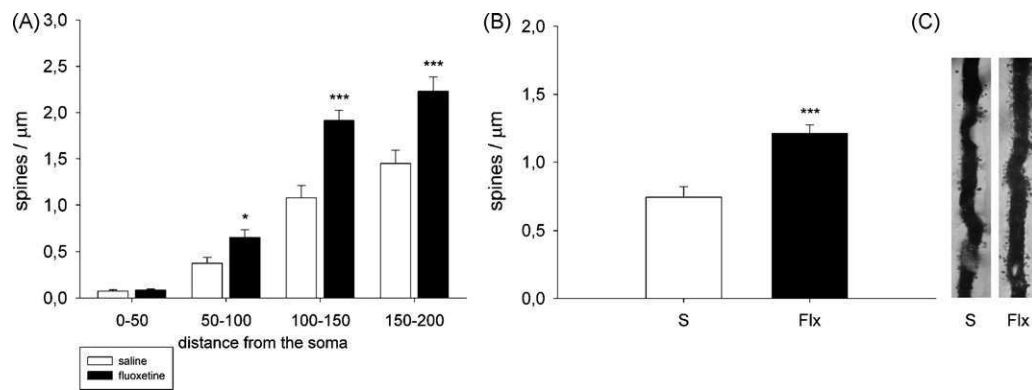 (A)
3,0
2,5
2,0
1,5
1,0
0,5
0,0
spines / µm
*
***
***
0-50 50-100 100-150 150-200
distance from the soma
saline
fluoxetine
(B)
2,0
1,5
1,0
0,5
0,0
spines / µm
***
S Flx
(C)
S Flx